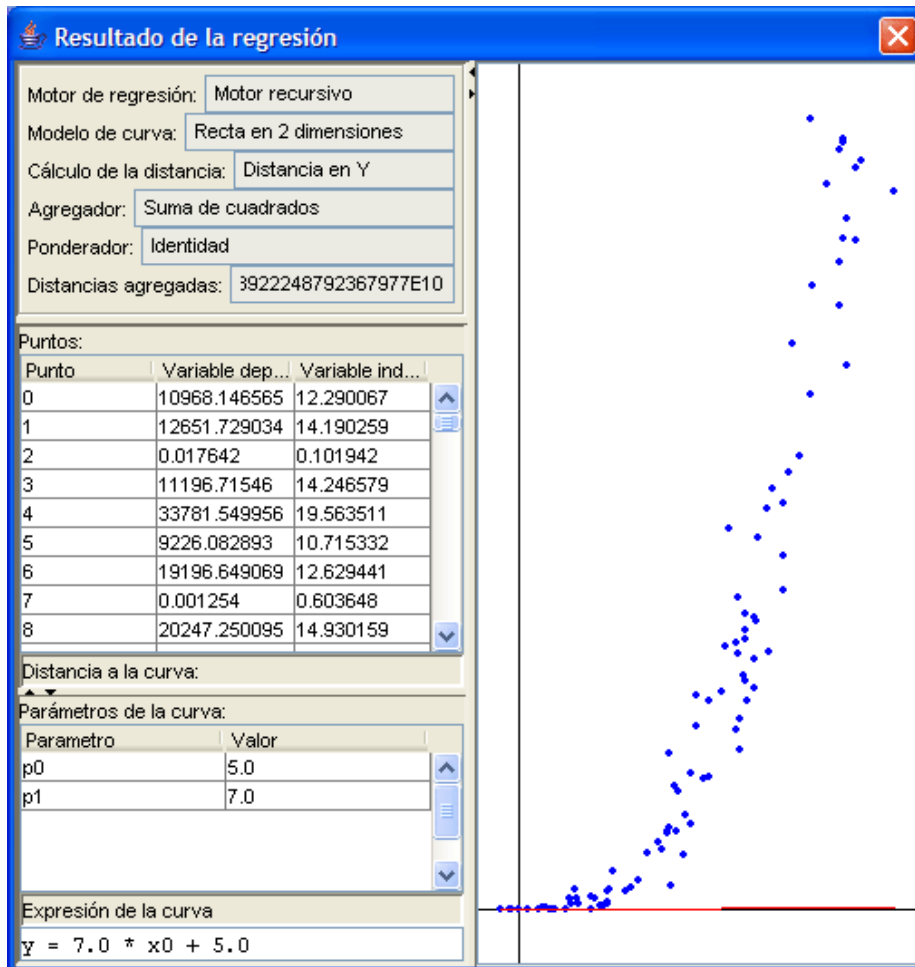 Resultado de la regresión
Motor de regresión: Motor recursivo
Modelo de curva: Recta en 2 dimensiones
Cálculo de la distancia: Distancia en Y
Agregador: Suma de cuadrados
Ponderador: Identidad
Distancias agregadas: 3922248792367977E10
Puntos:
Punto Variable dep... Variable ind...
0 10968.146565 12.290067
1 12651.729034 14.190259
2 0.017642 0.101942
3 11196.71546 14.246579
4 33781.549956 19.563511
5 9226.082893 10.715332
6 19196.649069 12.629441
7 0.001254 0.603648
8 20247.250095 14.930159
Distancia a la curva:
Parámetros de la curva:
Parametro Valor
p0 5.0
p1 7.0
Expresión de la curva
y = 7.0 * x0 + 5.0